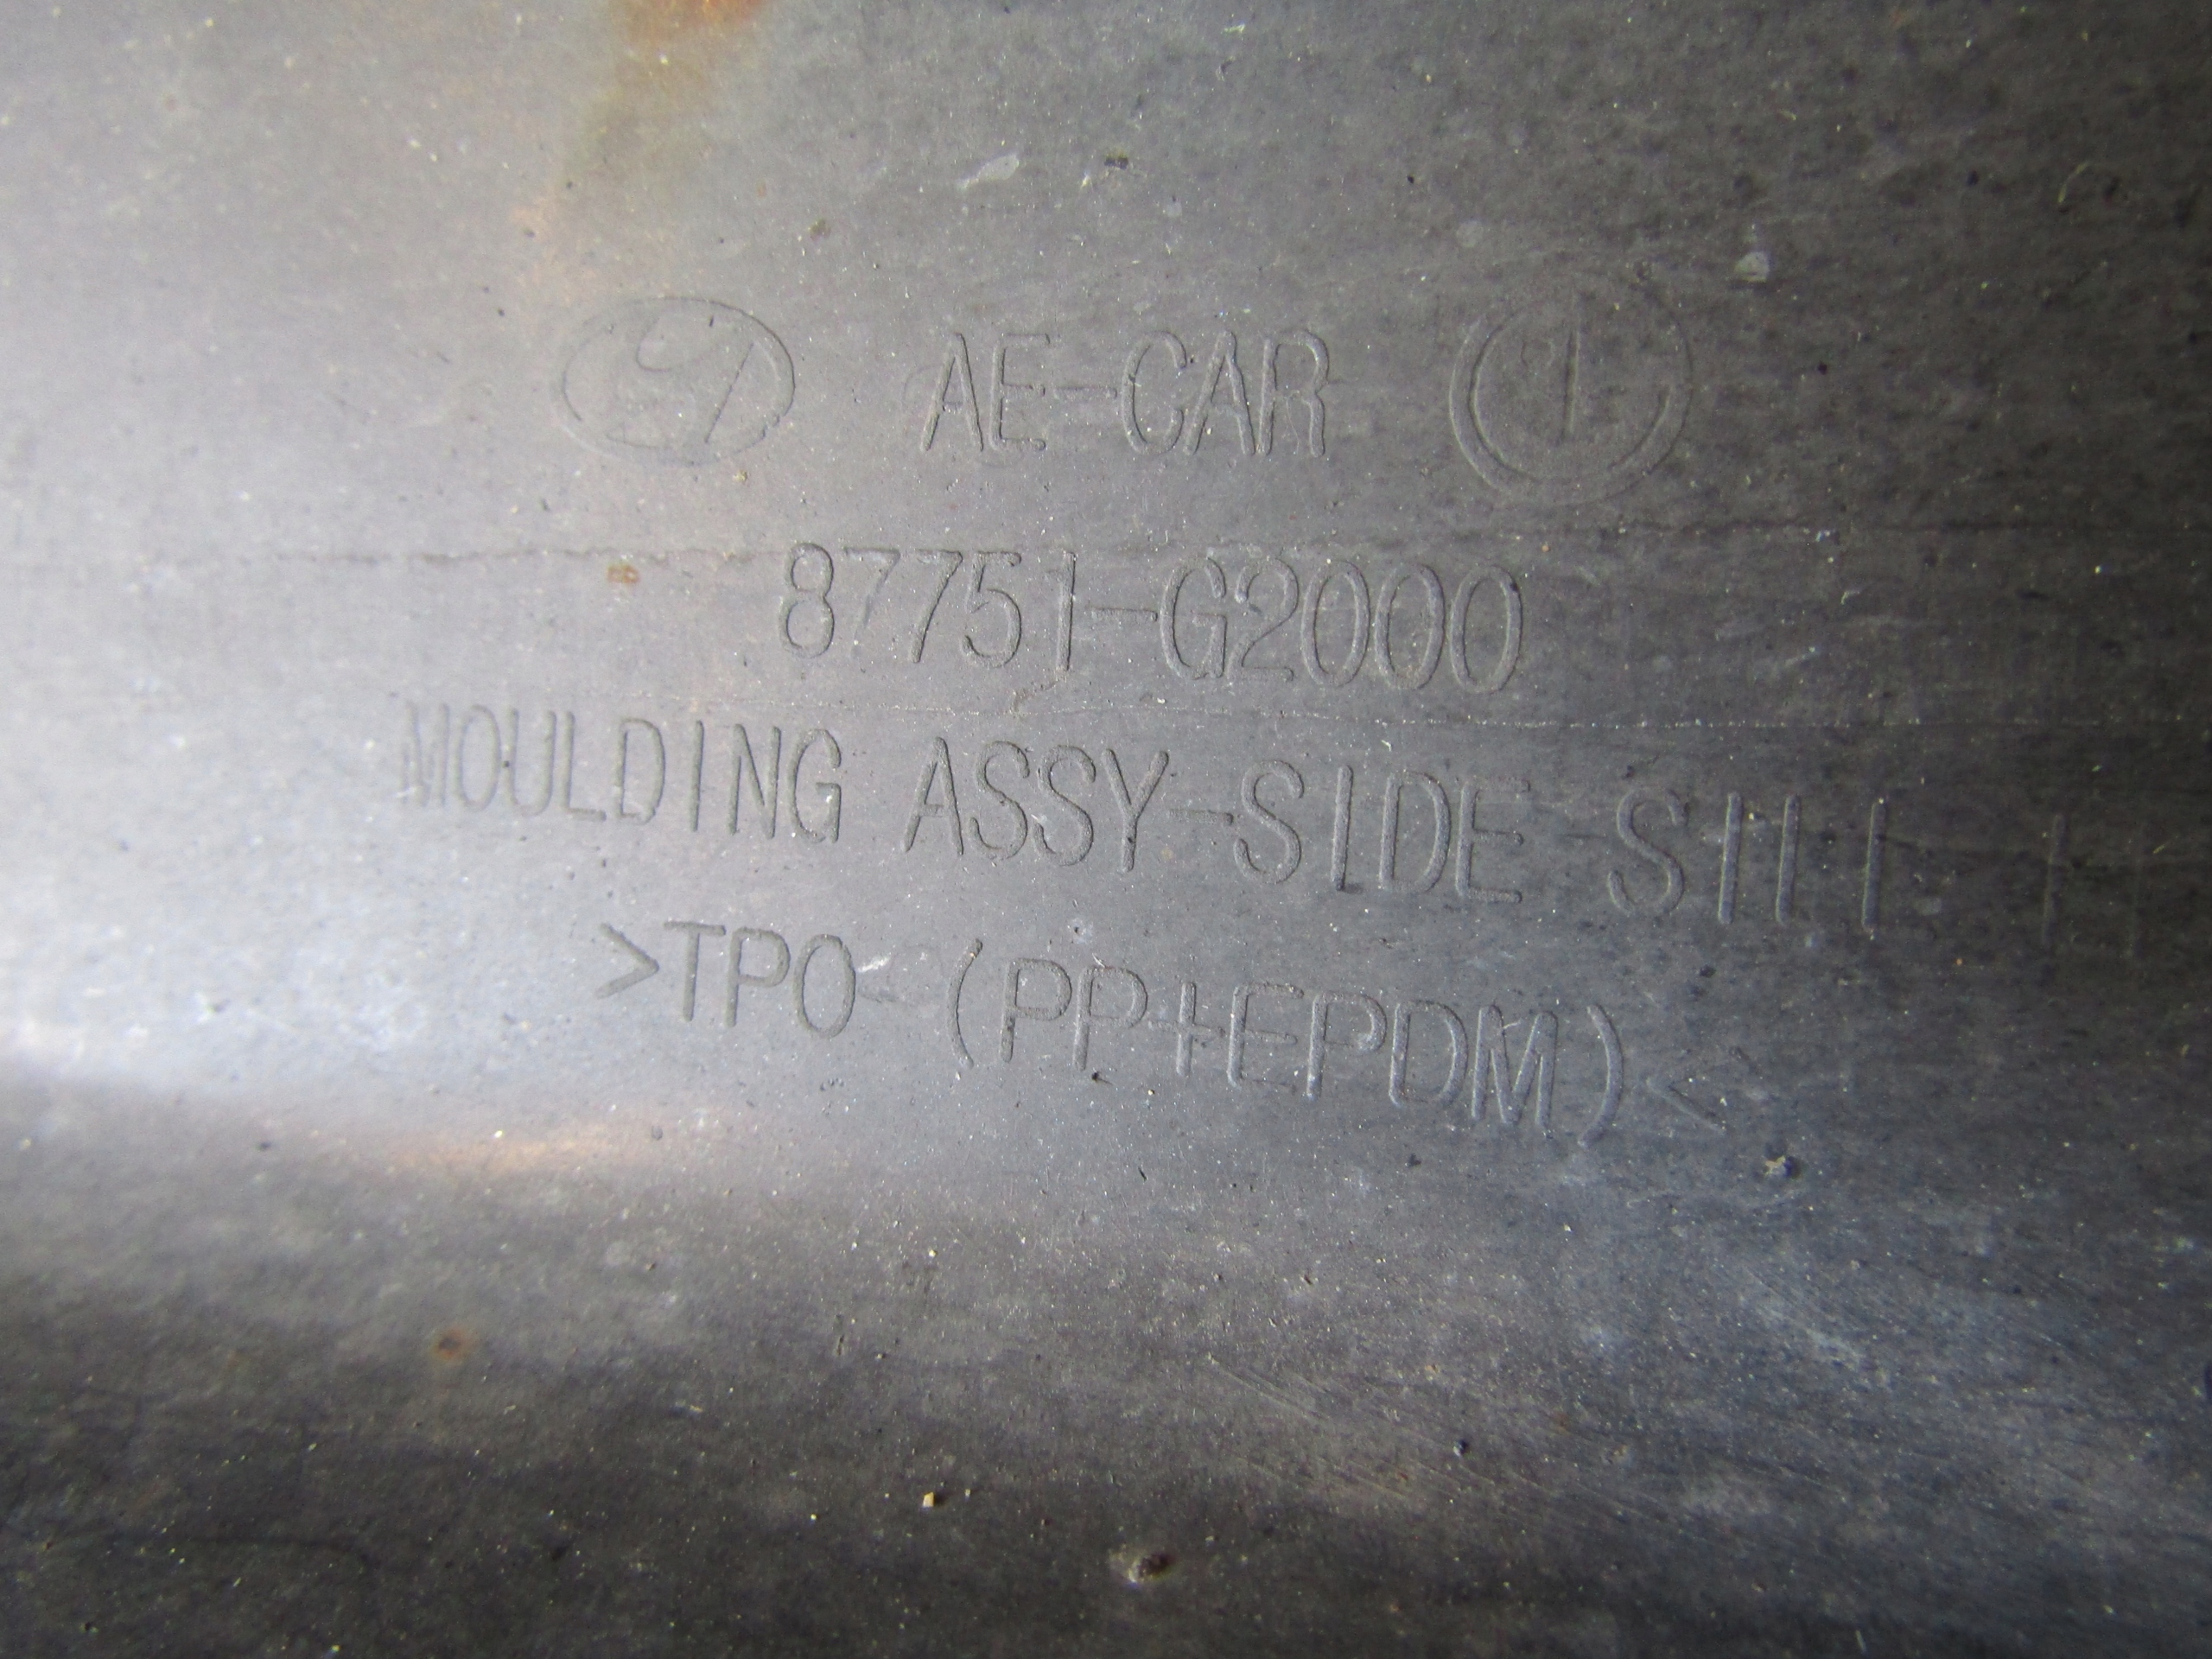 AE-CAR L
87751-G2000
MOULDING ASSY-SIDE SILL
>TPO (PP+EPDM)<